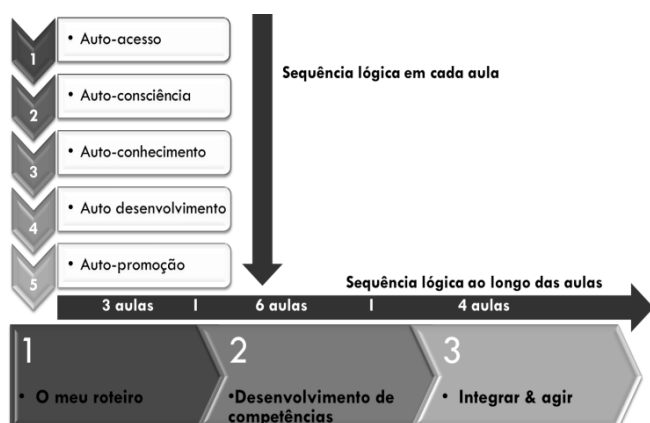 1
• Auto-acesso
Sequência lógica em cada aula
2
• Auto-consciência
3
• Auto-conhecimento
4
• Auto desenvolvimento
5
• Auto-promoção
Sequência lógica ao longo das aulas
3 aulas I 6 aulas I 4 aulas
1
• O meu roteiro
2
•Desenvolvimento de
competências
3
• Integrar & agir